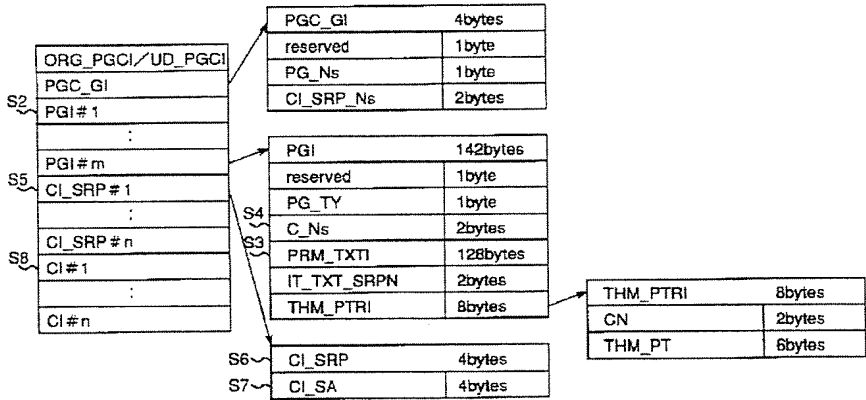 ORG_PGCI/UD_PGCI
PGC_GI
S2
PGI#1
:
PGI#m
S5
CI_SRP#1
:
CI_SRP#n
S8
CI#1
:
CI#n
PGC_GI 4bytes
reserved 1byte
PG_Ns 1byte
CI_SRP_Ns 2bytes
PGI 142bytes
reserved 1byte
PG_TY 1byte
S4
C_Ns 2bytes
S3
PRM_TXTI 128bytes
IT_TXT_SRPN 2bytes
THM_PTRI 8bytes
S6 CI_SRP 4bytes
S7 CI_SA 4bytes
THM_PTRI 8bytes
CN 2bytes
THM_PT 6bytes